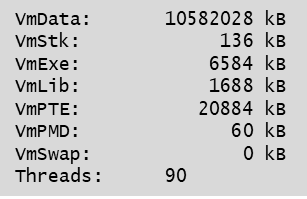 VmData:	10582028 kB
VmStk:	136 kB
VmExe:	6584 kB
VmLib:	1688 kB
VmPTE:	20884 kB
VmPMD:	60 kB
VmSwap:	0 kB
Threads:	90